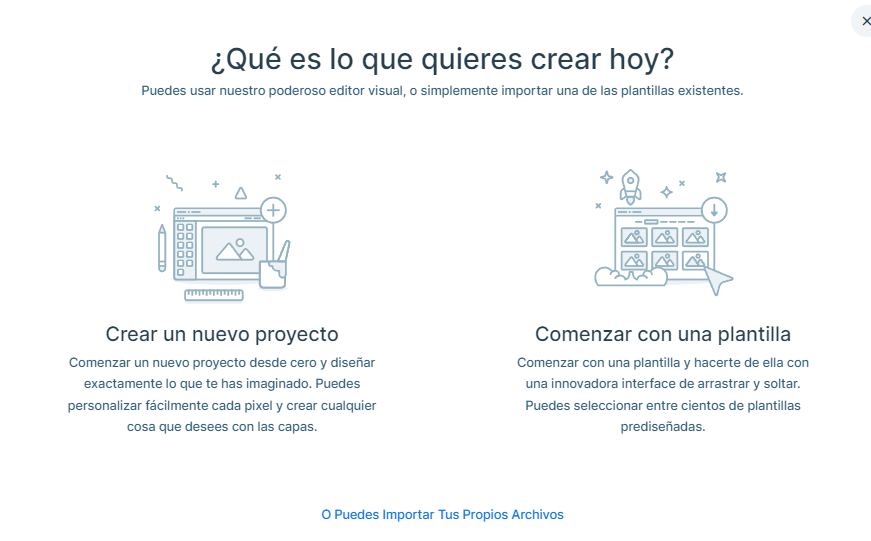 ¿Qué es lo que quieres crear hoy?
Puedes usar nuestro poderoso editor visual, o simplemente importar una de las plantillas existentes.
Crear un nuevo proyecto
Comenzar un nuevo proyecto desde cero y diseñar
exactamente lo que te has imaginado. Puedes
personalizar fácilmente cada pixel y crear cualquier
cosa que desees con las capas.
Comenzar con una plantilla
Comenzar con una plantilla y hacerte de ella con
una innovadora interface de arrastrar y soltar.
Puedes seleccionar entre cientos de plantillas
prediseñadas.
O Puedes Importar Tus Propios Archivos